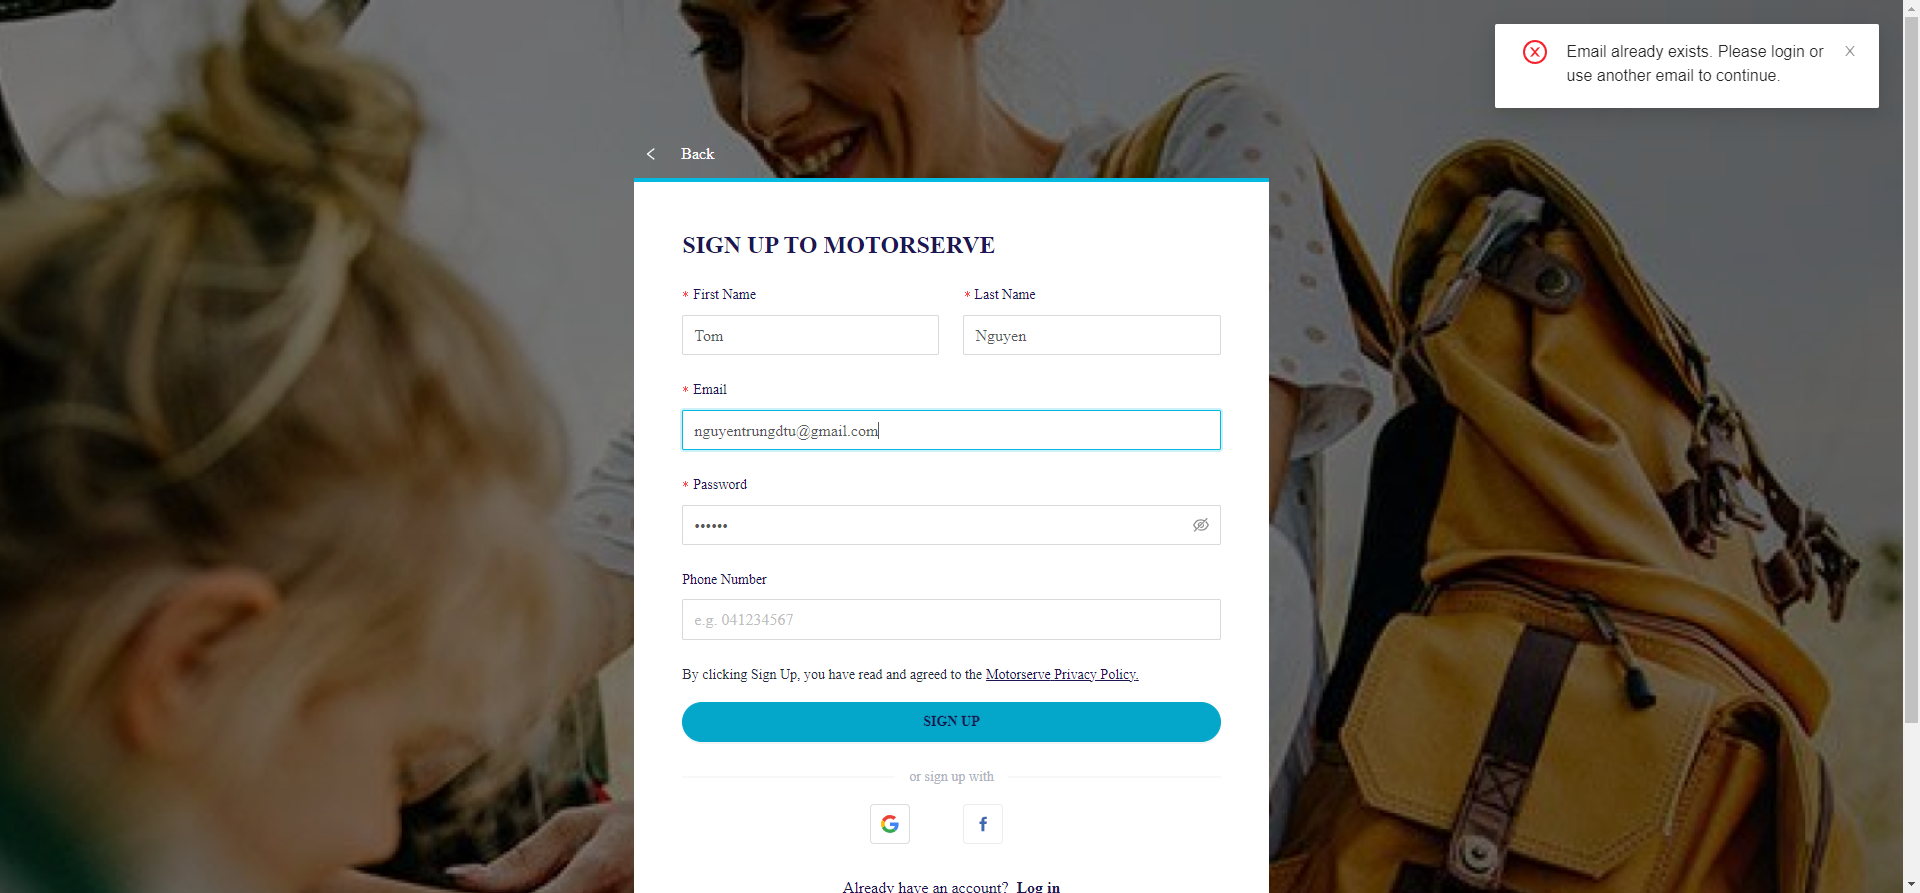 Email already exists. Please login or
use another email to continue.
Back
SIGN UP TO MOTORSERVE
* First Name
* Last Name
Tom
Nguyen
* Email
nguyentrungdtu@gmail.com
* Password
••••••
Phone Number
e.g. 041234567
By clicking Sign Up, you have read and agreed to the Motorserve Privacy Policy.
SIGN UP
or sign up with
Already have an account? Log in